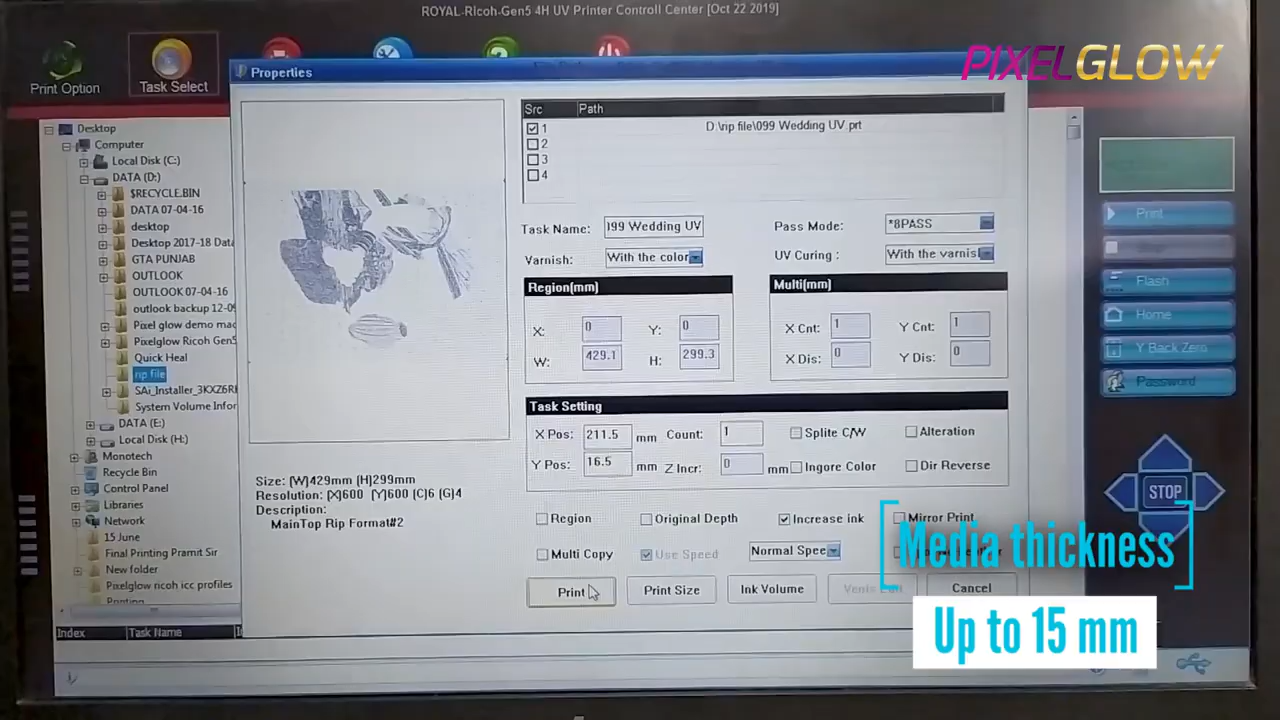 ROYAL-Ricoh-Gen5 4H UV Printer Controll Center [Oct 22 2019]
PIXELGLOW
Print Option
Task Select
Properties
Desktop
Computer
Local Disk (C:)
DATA (D:)
$RECYCLE.BIN
DATA 07-04-16
desktop
Desktop 2017-18 Data
GTA PUNJAB
OUTLOOK
OUTLOOK 07-04-16
outlook backup 12-09
Pixel glow demo mac
Pixelglow Ricoh Gen5
Quick Heal
rip file
SAi_Installer_3KXZ6RI
System Volume Infor
DATA (E:)
Local Disk (H:)
Monotech
Recycle Bin
Control Panel
Libraries
Network
15 June
Final Printing Pramit Sir
New folder
Pixelglow ricoh icc profiles
Printing
Index Task Name
Size: (W)429mm (H)299mm
Resolution: (X)600 (Y)600 (C)6 (G)4
Description:
MainTop Rip Format#2
Src Path
1 D:\rip file\099 Wedding UV.prt
2
3
4
Task Name: 099 Wedding UV Pass Mode: *8PASS
Varnish: With the color UV Curing : With the varnisl
Region(mm) Multi(mm)
X: 0 Y: 0 X Cnt: 1 Y Cnt: 1
W: 429.1 H: 299.3 X Dis: 0 Y Dis: 0
Task Setting
X Pos: 211.5 mm Count: 1 Splite C/W Alteration
Y Pos: 16.5 mm Z Incr: 0 mm Ingore Color Dir Reverse
Region Original Depth Increase ink Mirror Print
Multi Copy Use Speed Normal Spee
Print Print Size Ink Volume Cancel
Print
Flash
Home
Y Back Zero
Password
STOP
Media thickness
Up to 15 mm